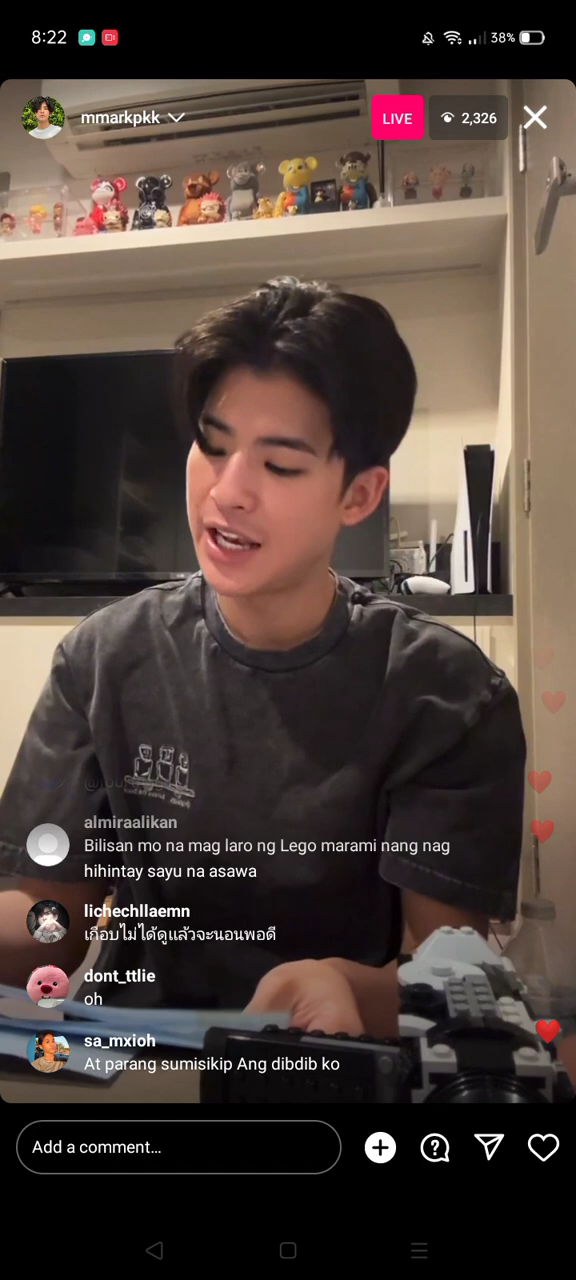 8:22
38%
mmarkpkk
LIVE
2,326
almiraalikan
Bilisan mo na mag laro ng Lego marami nang nag
hihintay sayu na asawa
lichechllaemn
เกือบไม่ได้ดูแล้วจะนอนพอดี
dont_ttlie
oh
sa_mxioh
At parang sumisikip Ang dibdib ko
Add a comment…